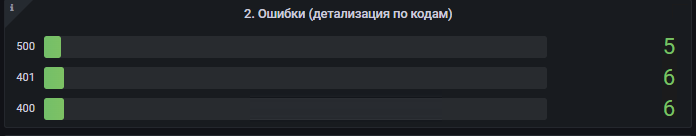 i
2. Ошибки (детализация по кодам)
500 5
401 6
400 6